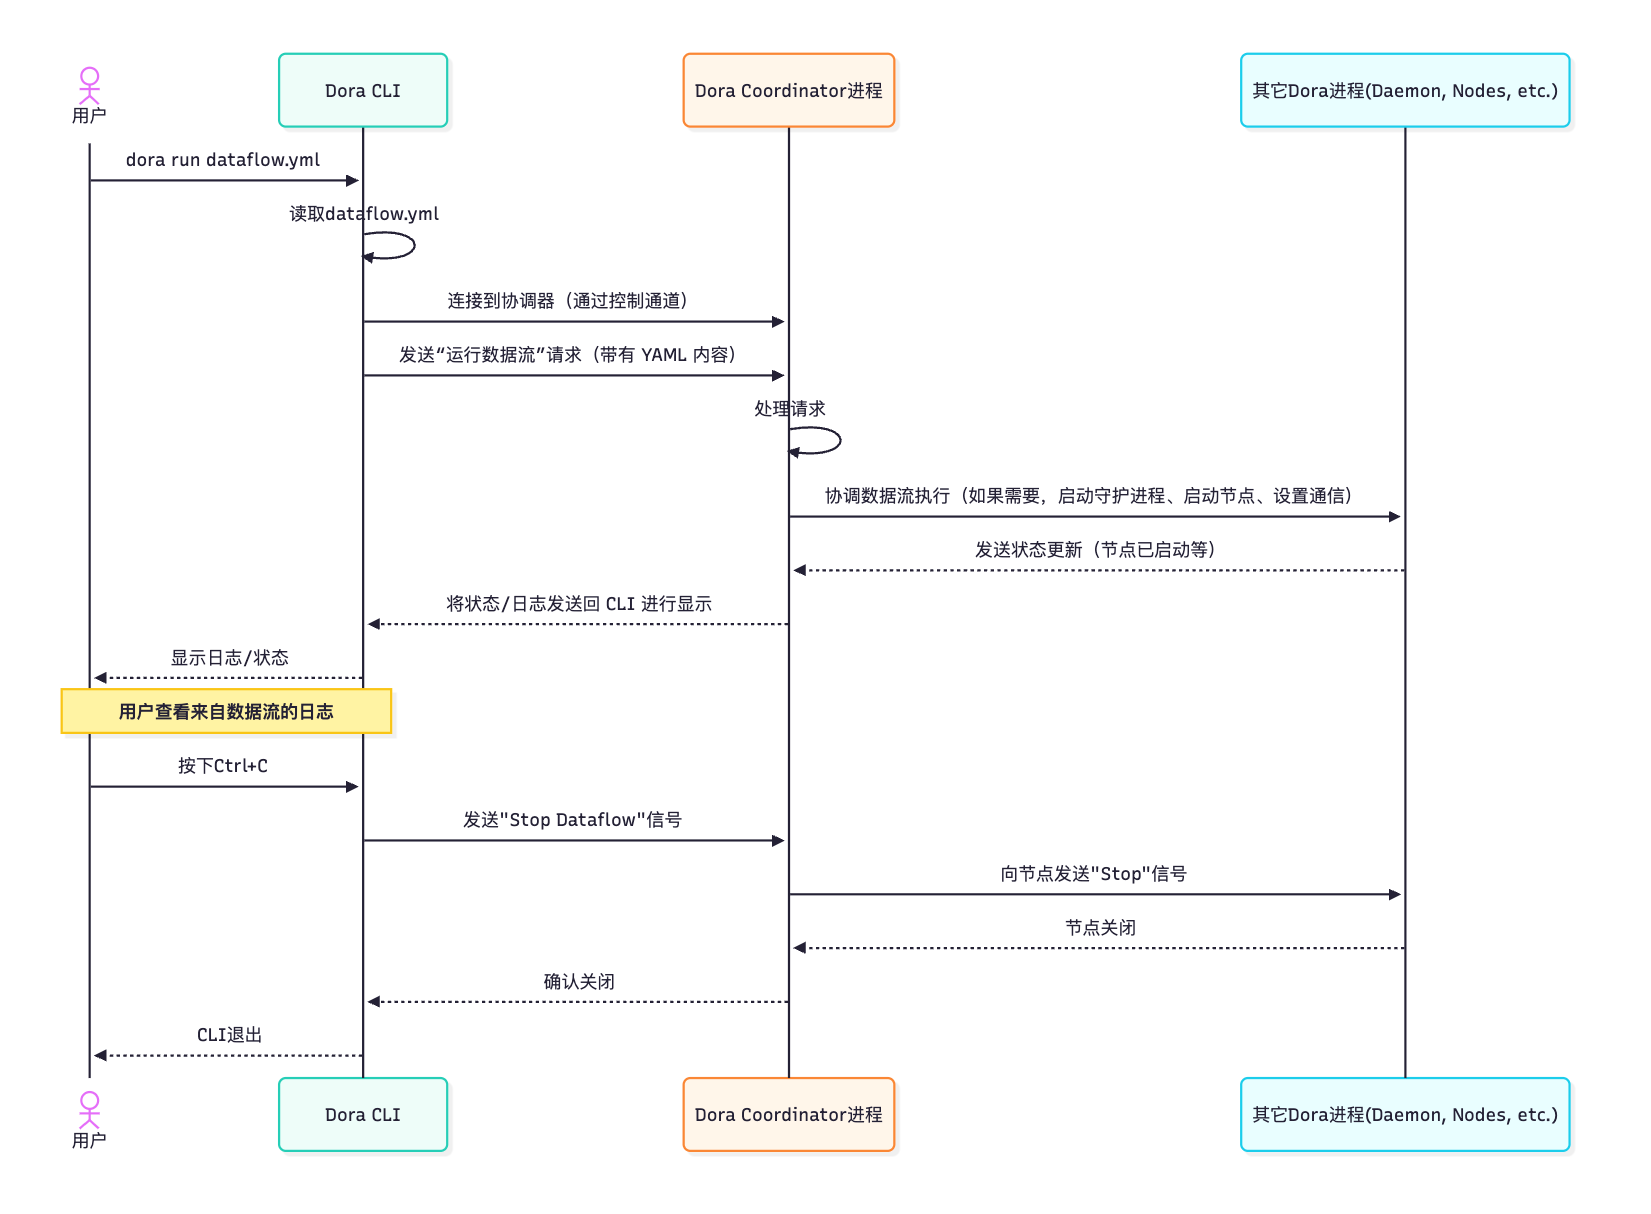 用户
Dora CLI
Dora Coordinator进程
其它Dora进程(Daemon, Nodes, etc.)
dora run dataflow.yml
读取dataflow.yml
连接到协调器（通过控制通道）
发送“运行数据流”请求（带有 YAML 内容）
处理请求
协调数据流执行（如果需要，启动守护进程、启动节点、设置通信）
发送状态更新（节点已启动等）
将状态/日志发送回 CLI 进行显示
显示日志/状态
用户查看来自数据流的日志
按下Ctrl+C
发送"Stop Dataflow"信号
向节点发送"Stop"信号
节点关闭
确认关闭
CLI退出
用户
Dora CLI
Dora Coordinator进程
其它Dora进程(Daemon, Nodes, etc.)